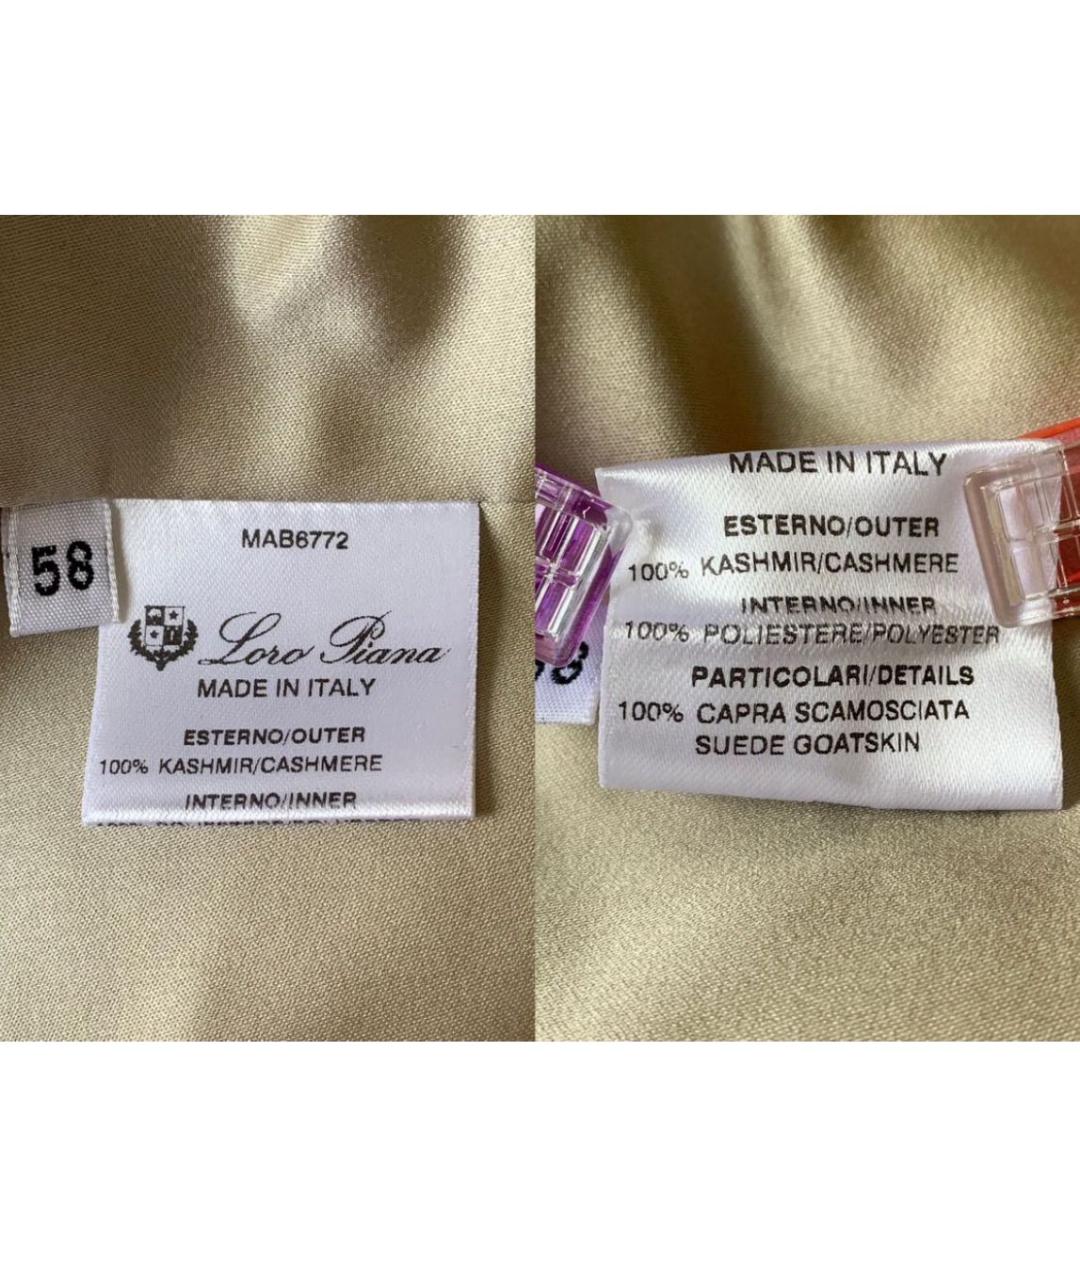 58
MAB6772
Loro Piana
MADE IN ITALY
ESTERNO/OUTER
100% KASHMIR/CASHMERE
INTERNO/INNER
MADE IN ITALY
ESTERNO/OUTER
100% KASHMIR/CASHMERE
INTERNO/INNER
100% POLIESTERE/POLYESTER
PARTICOLARI/DETAILS
100% CAPRA SCAMOSCIATA
SUEDE GOATSKIN